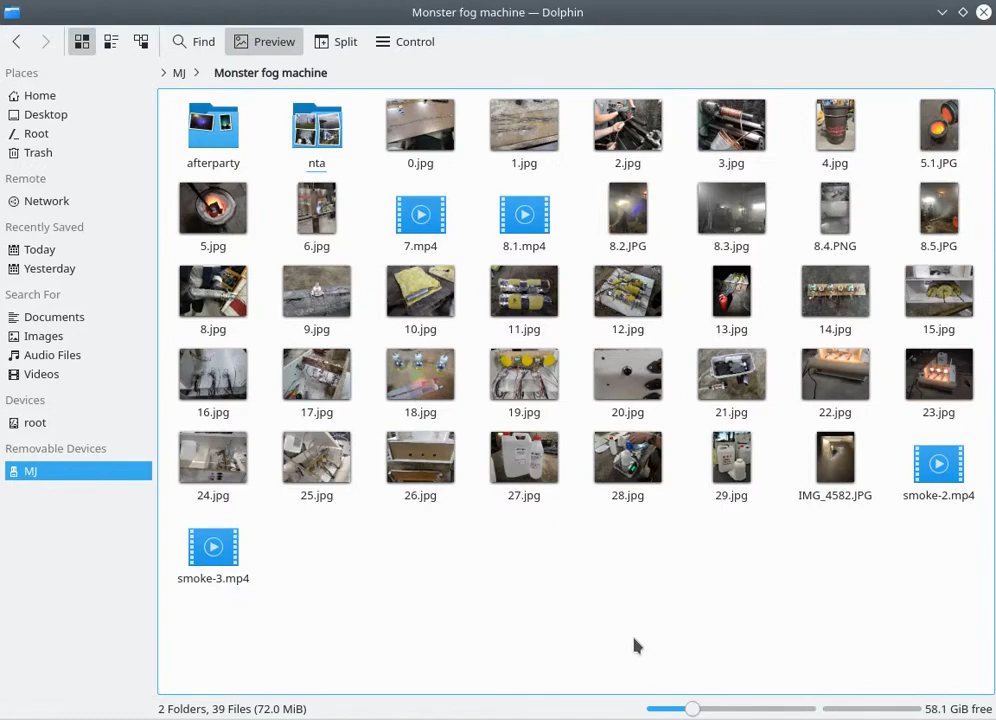 Monster fog machine — Dolphin
Find Preview Split Control
Places
Home
Desktop
Root
Trash
Remote
Network
Recently Saved
Today
Yesterday
Search For
Documents
Images
Audio Files
Videos
Devices
root
Removable Devices
MJ
MJ Monster fog machine
afterparty nta 0.jpg 1.jpg 2.jpg 3.jpg 4.jpg 5.1.JPG
5.jpg 6.jpg 7.mp4 8.1.mp4 8.2.JPG 8.3.jpg 8.4.PNG 8.5.JPG
8.jpg 9.jpg 10.jpg 11.jpg 12.jpg 13.jpg 14.jpg 15.jpg
16.jpg 17.jpg 18.jpg 19.jpg 20.jpg 21.jpg 22.jpg 23.jpg
24.jpg 25.jpg 26.jpg 27.jpg 28.jpg 29.jpg IMG_4582.JPG smoke-2.mp4
smoke-3.mp4
2 Folders, 39 Files (72.0 MiB) 58.1 GiB free